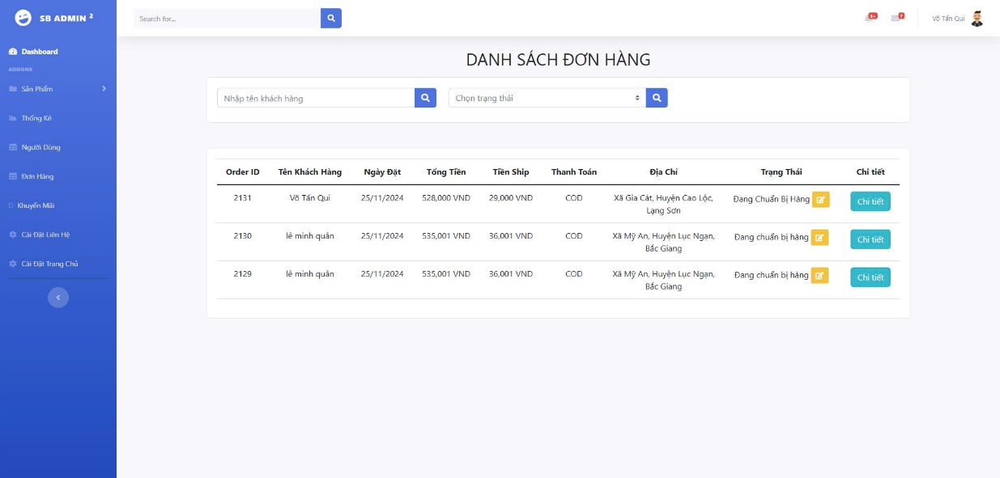 SB ADMIN 2
Search for...
3+
7
Võ Tấn Qui
Dashboard
ADDONS
Sản Phẩm
Thống Kê
Người Dùng
Đơn Hàng
Khuyến Mãi
Cài Đặt Liên Hệ
Cài Đặt Trang Chủ
DANH SÁCH ĐƠN HÀNG
Nhập tên khách hàng
Chọn trạng thái
Order ID Tên Khách Hàng Ngày Đặt Tổng Tiền Tiền Ship Thanh Toán Địa Chỉ Trạng Thái Chi tiết
2131 Võ Tấn Qui 25/11/2024 528,000 VND 29,000 VND COD Xã Gia Cát, Huyện Cao Lộc, Đang Chuẩn Bị Hàng Chi tiết
Lạng Sơn
2130 lê minh quân 25/11/2024 535,001 VND 36,001 VND COD Xã Mỹ An, Huyện Lục Ngạn, Đang chuẩn bị hàng Chi tiết
Bắc Giang
2129 lê minh quân 25/11/2024 535,001 VND 36,001 VND COD Xã Mỹ An, Huyện Lục Ngạn, Đang chuẩn bị hàng Chi tiết
Bắc Giang